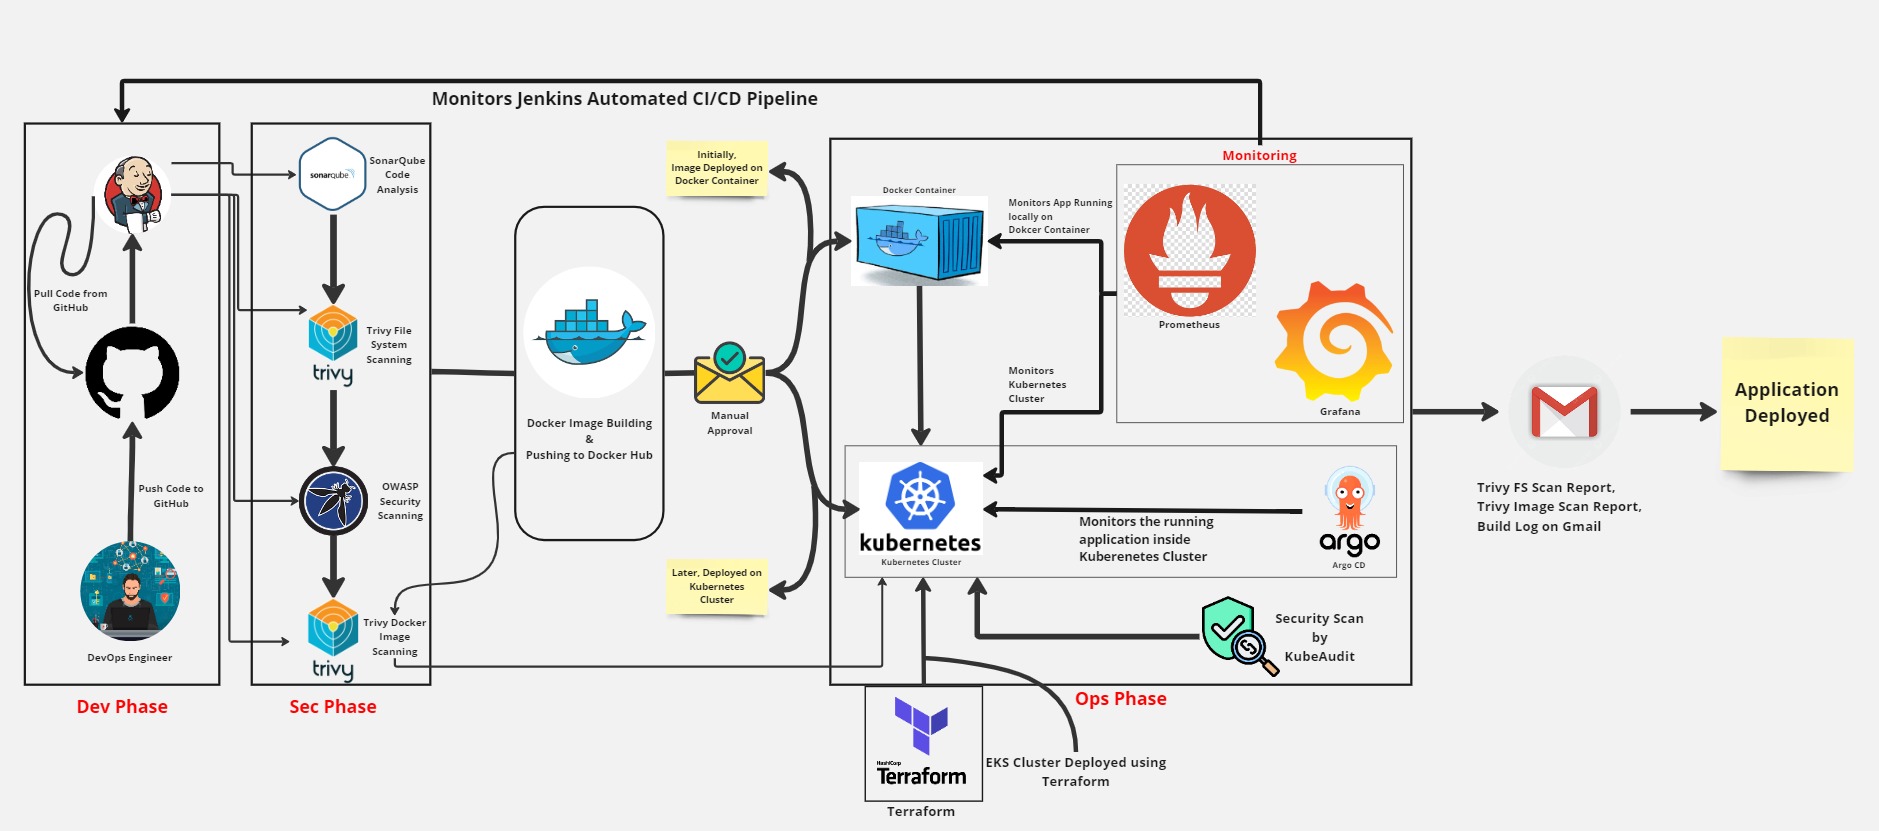 Monitors Jenkins Automated CI/CD Pipeline
Pull Code from
GitHub
Push Code to
GitHub
DevOps Engineer
Dev Phase
sonarqube
SonarQube
Code
Analysis
Trivy File
System
Scanning
trivy
OWASP
Security
Scanning
Trivy Docker
Image
Scanning
trivy
Sec Phase
Docker Image Building
&
Pushing to Docker Hub
Manual
Approval
Initially,
Image Deployed on
Docker Container
Later, Deployed on
Kubernetes
Cluster
Docker Container
Monitors App Running
locally on
Dokcer Container
Monitoring
Prometheus
Grafana
Monitors
Kubernetes
Cluster
kubernetes
Kubernetes Cluster
Monitors the running
application inside
Kuberenetes Cluster
argo
Argo CD
Security Scan
by
KubeAudit
Ops Phase
HashiCorp
Terraform
Terraform
EKS Cluster Deployed using
Terraform
Trivy FS Scan Report,
Trivy Image Scan Report,
Build Log on Gmail
Application
Deployed